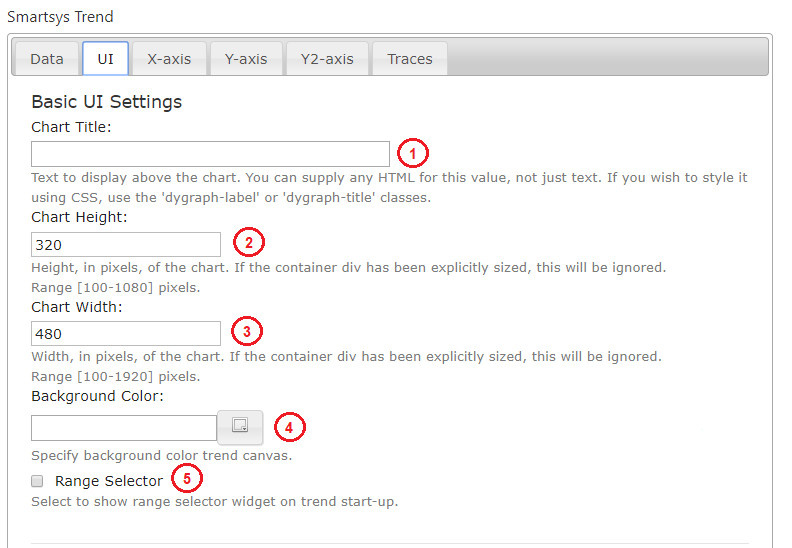 Smartsys Trend
Data UI X-axis Y-axis Y2-axis Traces
Basic UI Settings
Chart Title:
1
Text to display above the chart. You can supply any HTML for this value, not just text. If you wish to style it
using CSS, use the 'dygraph-label' or 'dygraph-title' classes.
Chart Height:
320 2
Height, in pixels, of the chart. If the container div has been explicitly sized, this will be ignored.
Range [100-1080] pixels.
Chart Width:
480 3
Width, in pixels, of the chart. If the container div has been explicitly sized, this will be ignored.
Range [100-1920] pixels.
Background Color:
4
Specify background color trend canvas.
Range Selector 5
Select to show range selector widget on trend start-up.